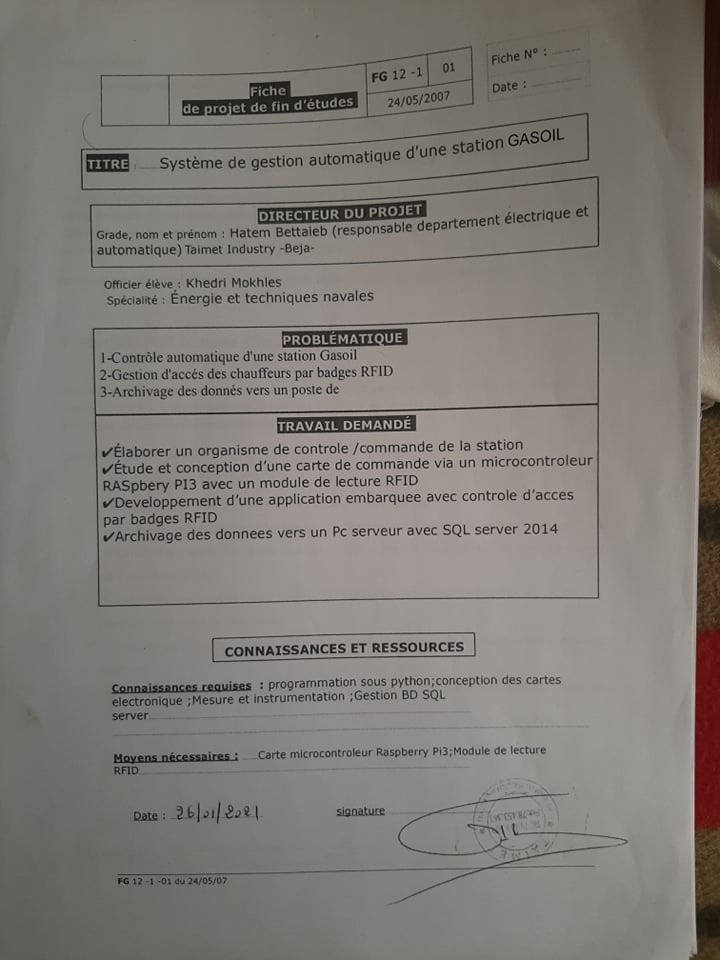 Fiche
de projet de fin d'études
FG 12 -1
01
24/05/2007
Fiche N° :
Date :
TITRE Système de gestion automatique d'une station GASOIL
DIRECTEUR DU PROJET
Grade, nom et prénom : Hatem Bettaieb (responsable departement électrique et
automatique) Taimet Industry -Beja-
Officier élève : Khedri Mokhles
Spécialité : Énergie et techniques navales
PROBLÉMATIQUE
1-Contrôle automatique d'une station Gasoil
2-Gestion d'accés des chauffeurs par badges RFID
3-Archivage des donnés vers un poste de
TRAVAIL DEMANDÉ
✔Élaborer un organisme de controle /commande de la station
✔Étude et conception d'une carte de commande via un microcontroleur
RASpbery PI3 avec un module de lecture RFID
✔Developpement d'une application embarquee avec controle d'acces
par badges RFID
✔Archivage des donnees vers un Pc serveur avec SQL server 2014
CONNAISSANCES ET RESSOURCES
Connaissances requises : programmation sous python;conception des cartes
electronique ;Mesure et instrumentation ;Gestion BD SQL
server
Moyens nécessaires : Carte microcontroleur Raspberry Pi3;Module de lecture
RFID
Date : 26/01/2021
signature
FG 12 -1 -01 du 24/05/07